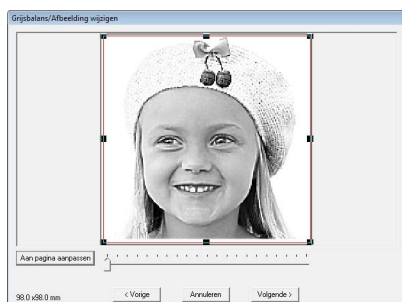 Grijsbalans/Afbeelding wijzigen
Aan pagina aanpassen
98.0 x98.0 mm
< Vorige
Annuleren
Volgende >